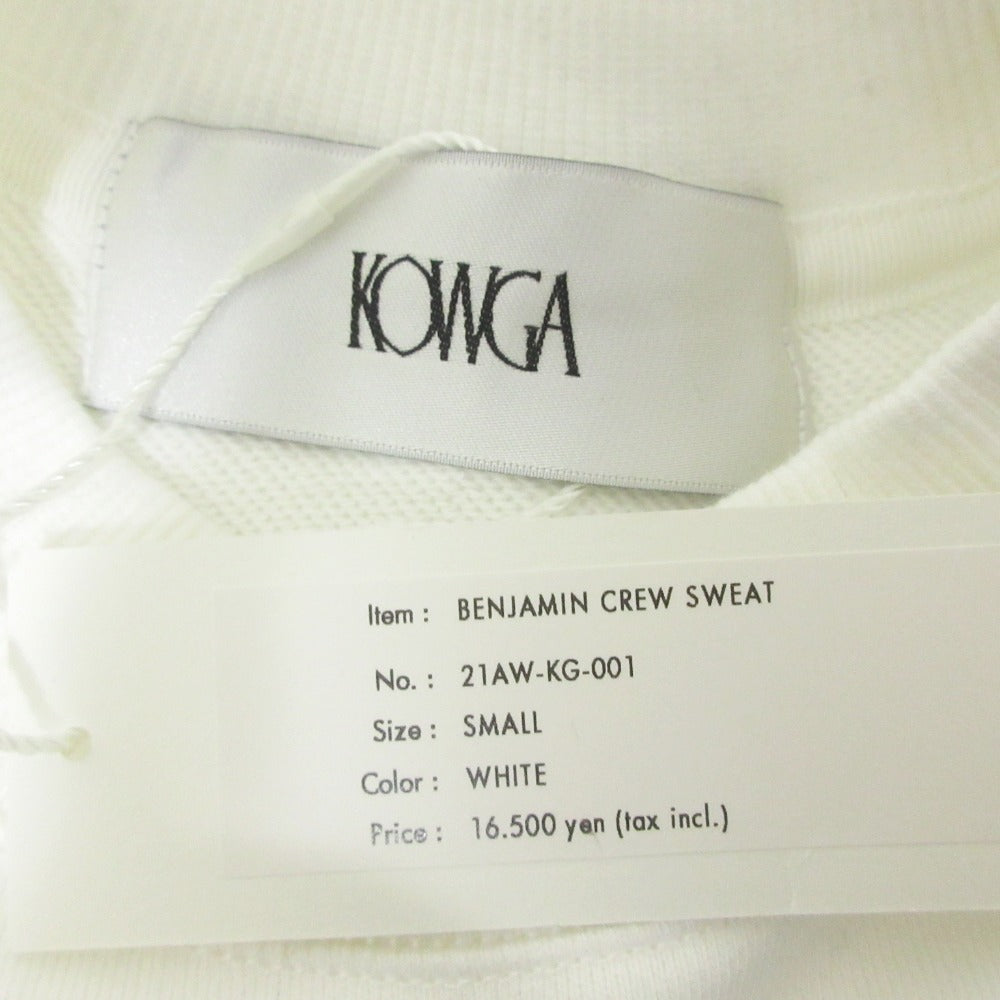 KOWGA
Item : BENJAMIN CREW SWEAT
No. : 21AW-KG-001
Size : SMALL
Color : WHITE
Price : 16.500 yen (tax incl.)